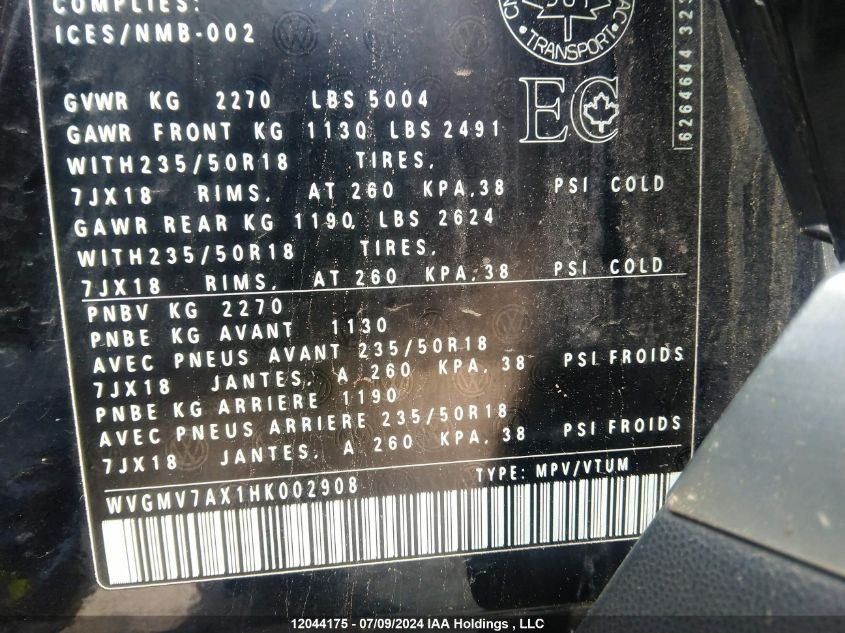 COMPLIES:
ICES/NMB-002
TRANSPORT
EC
6264644 323
GVWR KG 2270 LBS 5004
GAWR FRONT KG 1130 LBS 2491
WITH235/50R18 TIRES,
7JX18 RIMS, AT 260 KPA,38 PSI COLD
GAWR REAR KG 1190 LBS 2624
WITH235/50R18 TIRES,
7JX18 RIMS, AT 260 KPA,38 PSI COLD
PNBV KG 2270
PNBE KG AVANT 1130
AVEC PNEUS AVANT 235/50R18
7JX18 JANTES, A 260 KPA, 38 PSI FROIDS
PNBE KG ARRIERE 1190
AVEC PNEUS ARRIERE 235/50R18
7JX18 JANTES, A 260 KPA, 38 PSI FROIDS
WVGMV7AX1HK002908 TYPE: MPV/VTUM
12044175 - 07/09/2024 IAA Holdings, LLC